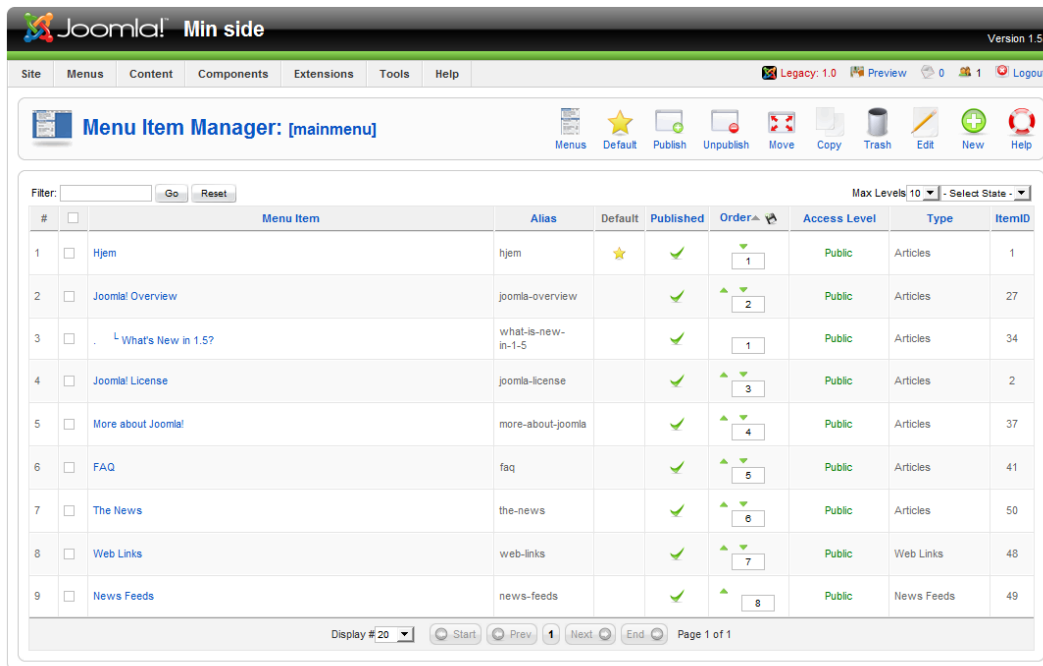 Joomla! Min side
Version 1.5
Site Menus Content Components Extensions Tools Help Legacy: 1.0 Preview 0 1 Logout
Menu Item Manager: [mainmenu]
Menus Default Publish Unpublish Move Copy Trash Edit New Help
Filter: Go Reset Max Levels 10 - Select State -
# Menu Item Alias Default Published Order Access Level Type ItemID
1 Hjem hjem 1 Public Articles 1
2 Joomla! Overview joomla-overview 2 Public Articles 27
3 . What's New in 1.5? what-is-new-in-1-5 1 Public Articles 34
4 Joomla! License joomla-license 3 Public Articles 2
5 More about Joomla! more-about-joomla 4 Public Articles 37
6 FAQ faq 5 Public Articles 41
7 The News the-news 6 Public Articles 50
8 Web Links web-links 7 Public Web Links 48
9 News Feeds news-feeds 8 Public News Feeds 49
Display # 20 Start Prev 1 Next End Page 1 of 1